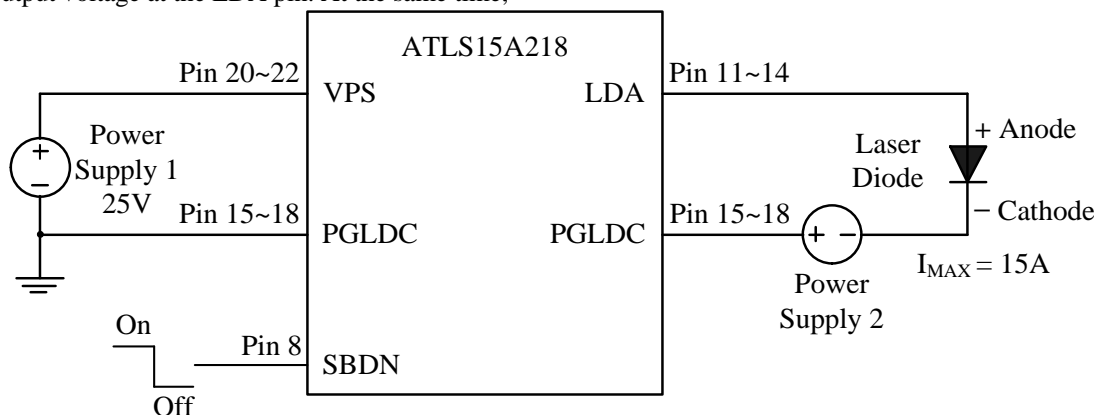 output voltage at the LDA pin. At the same time,
ATLS15A218
Pin 20~22
VPS
LDA
Pin 11~14
Power
Supply 1
25V
+ Anode
Laser
Diode
− Cathode
Pin 15~18
PGLDC
PGLDC
Pin 15~18
+ −
Power
Supply 2
IMAX = 15A
On
Off
Pin 8
SBDN